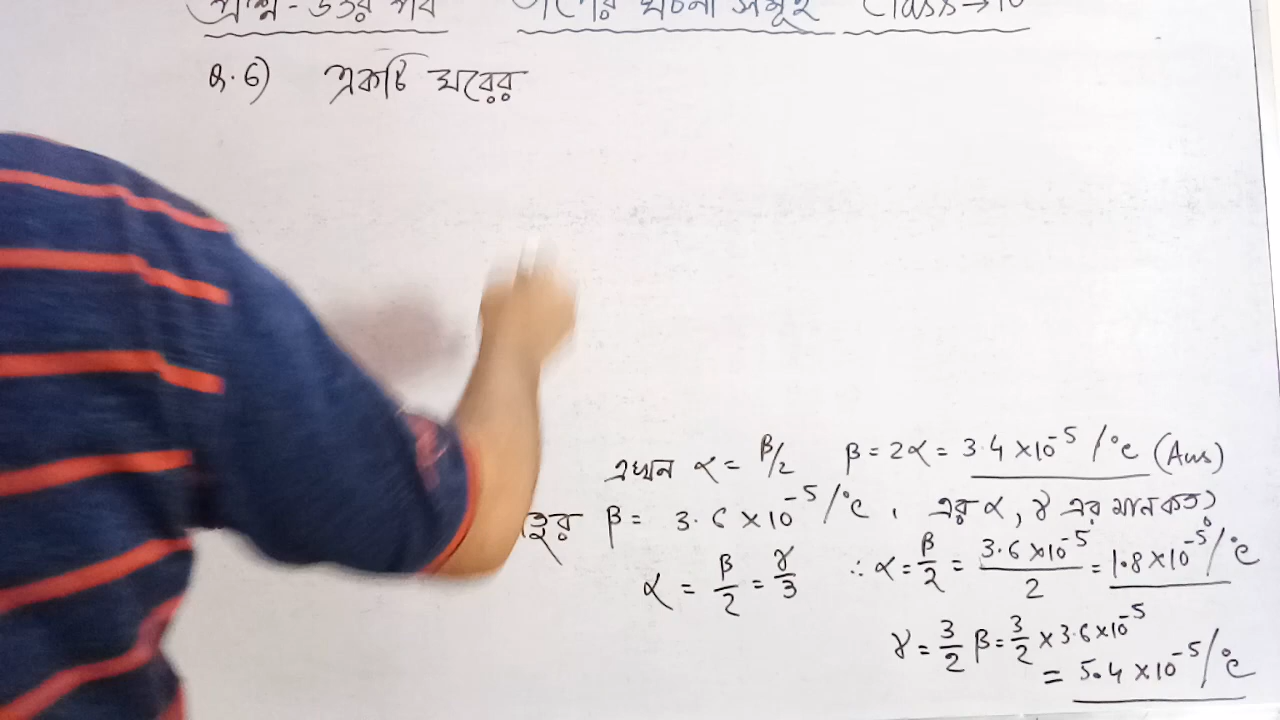 প্রশ্ন - উত্তর পর্ব তাপের ঘটনা সমূহ Class → 10
Q.6) একটি ঘরের
এখন α = β/2 β = 2α = 3.4 × 10⁻⁵ /°c (Ans)
β = 3.6 × 10⁻⁵ /°c , এর α, γ এর মান কত?
α = β/2 = γ/3 ∴ α = β/2 = 3.6 × 10⁻⁵/2 = 1.8 × 10⁻⁵/°c
γ = 3/2 β = 3/2 × 3.6 × 10⁻⁵
= 5.4 × 10⁻⁵/°c